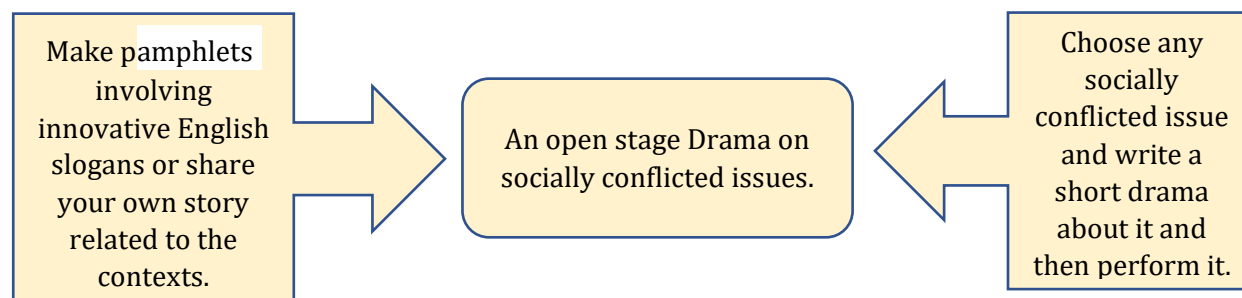 Make pamphlets
involving
innovative English
slogans or share
your own story
related to the
contexts.
An open stage Drama on
socially conflicted issues.
Choose any
socially
conflicted issue
and write a
short drama
about it and
then perform it.